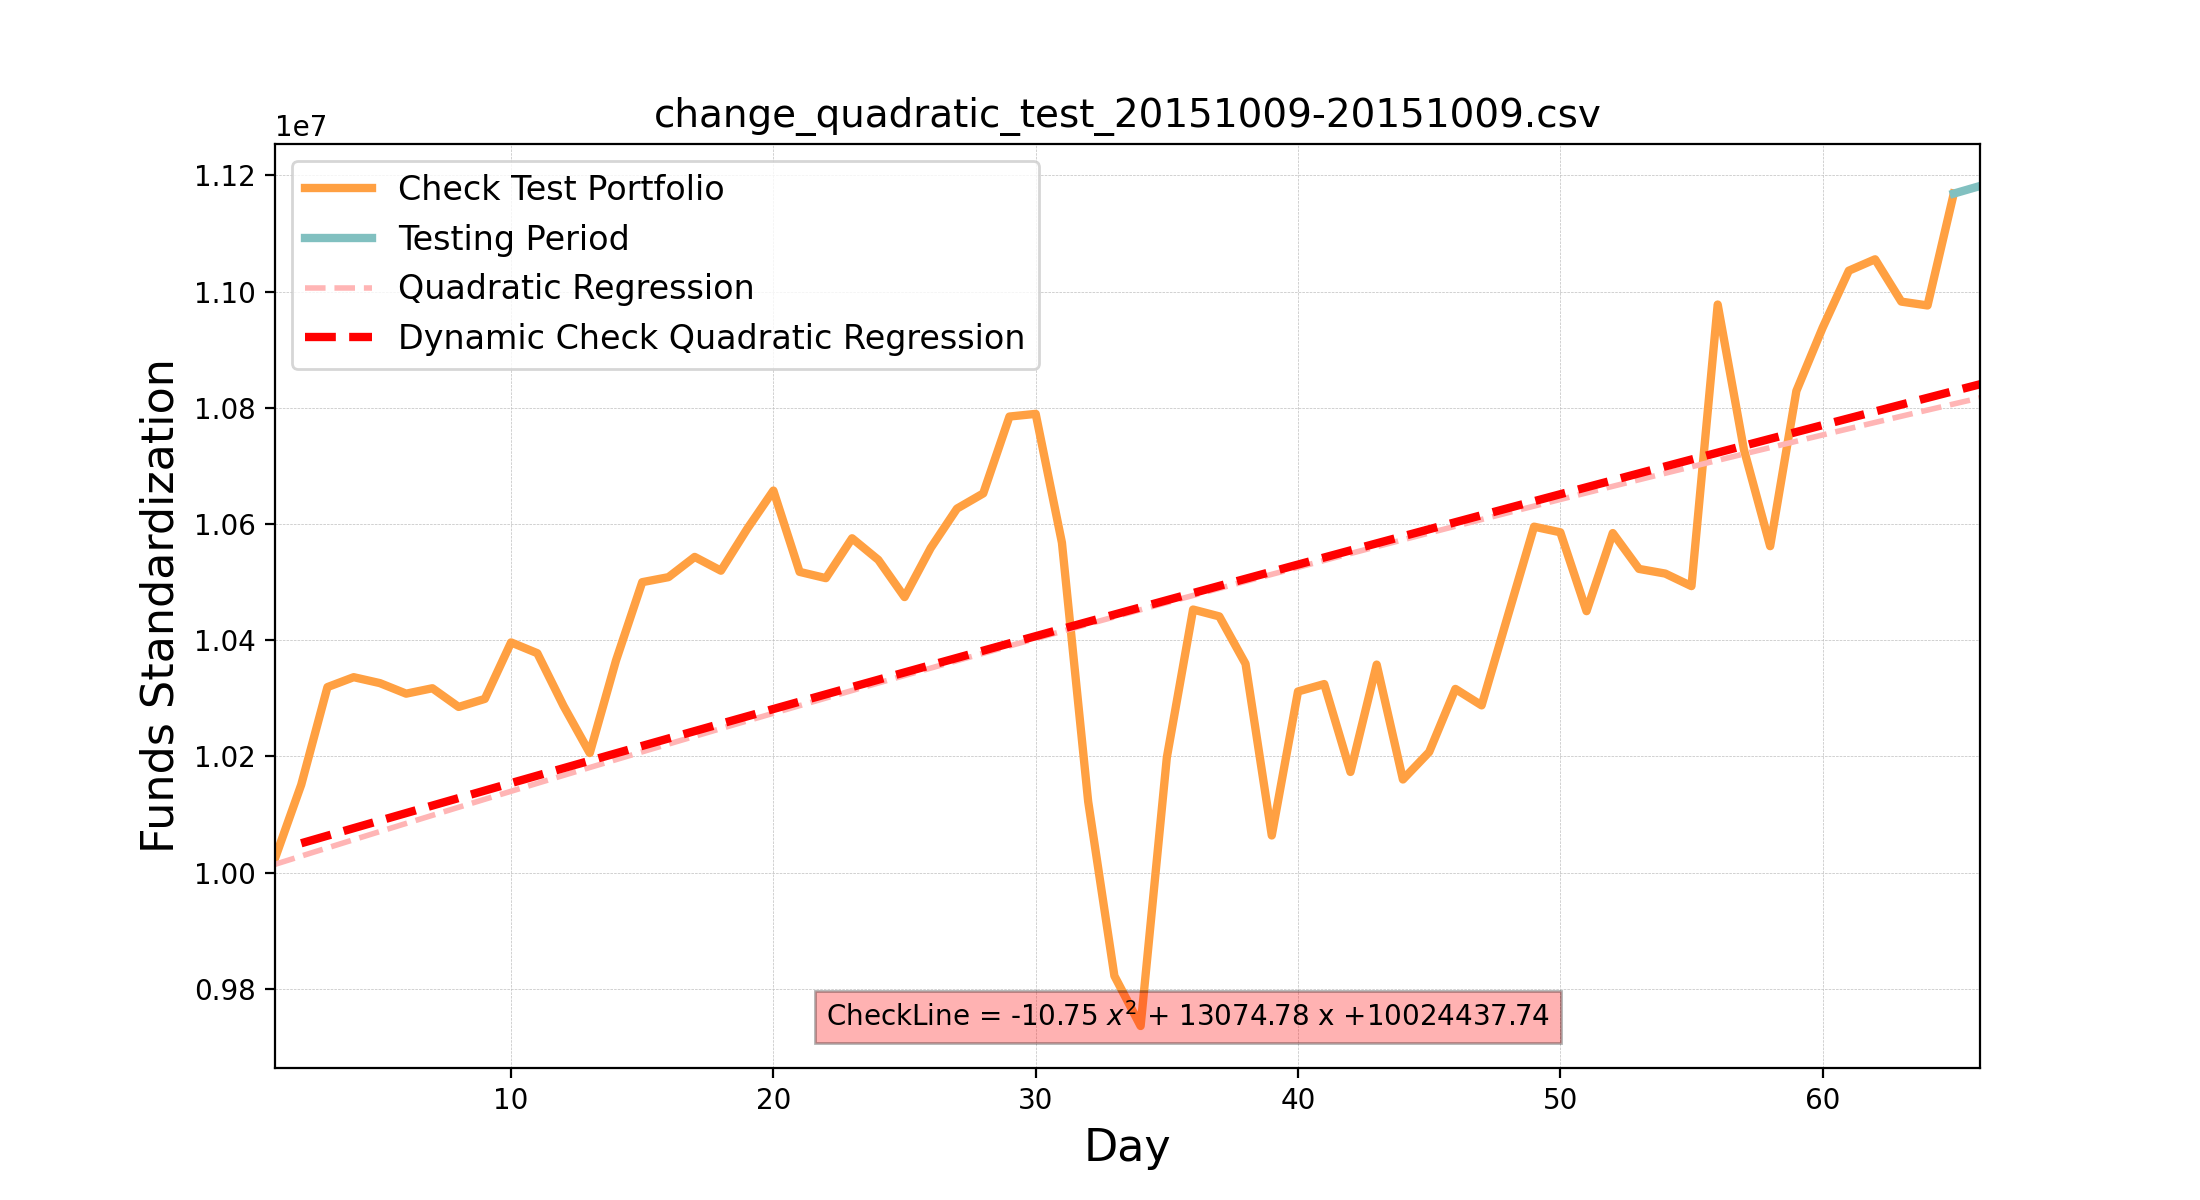 change_quadratic_test_20151009-20151009.csv
1e7
Check Test Portfolio
Testing Period
Quadratic Regression
Dynamic Check Quadratic Regression
1.12
1.10
1.08
1.06
1.04
1.02
1.00
0.98
Funds Standardization
CheckLine = -10.75 x² + 13074.78 x +10024437.74
10 20 30 40 50 60
Day